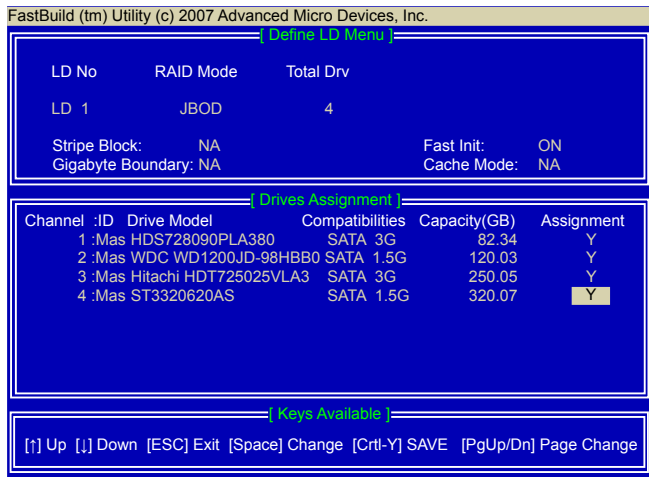 FastBuild (tm) Utility (c) 2007 Advanced Micro Devices, Inc.
[ Define LD Menu ]
LD No RAID Mode Total Drv
LD 1 JBOD 4
Stripe Block: NA Fast Init: ON
Gigabyte Boundary: NA Cache Mode: NA
[ Drives Assignment ]
Channel :ID Drive Model Compatibilities Capacity(GB) Assignment
1 :Mas HDS728090PLA380 SATA 3G 82.34 Y
2 :Mas WDC WD1200JD-98HBB0 SATA 1.5G 120.03 Y
3 :Mas Hitachi HDT725025VLA3 SATA 3G 250.05 Y
4 :Mas ST3320620AS SATA 1.5G 320.07 Y
[ Keys Available ]
[↑] Up [↓] Down [ESC] Exit [Space] Change [Crtl-Y] SAVE [PgUp/Dn] Page Change